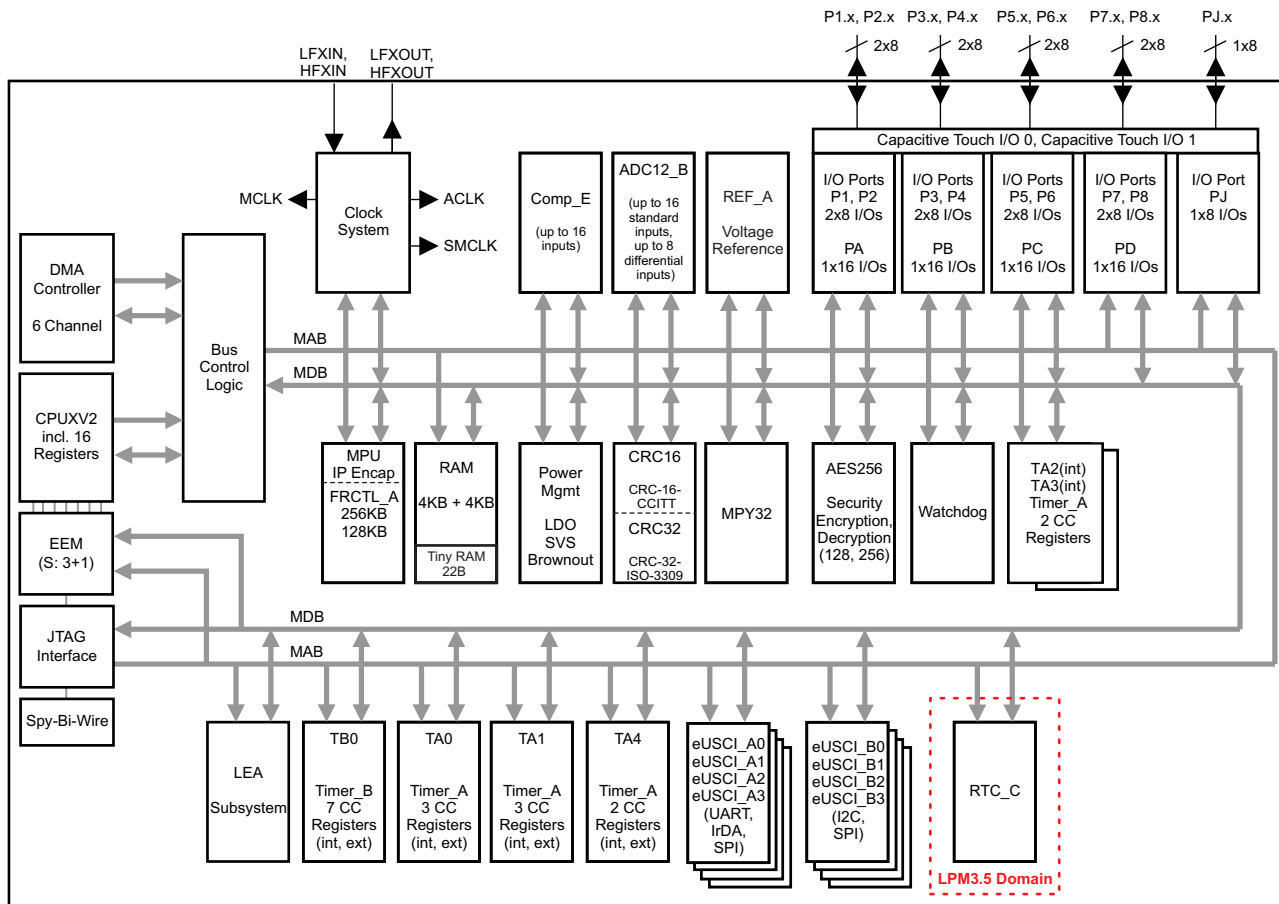 P1.x, P2.x
2x8
P3.x, P4.x
2x8
P5.x, P6.x
2x8
P7.x, P8.x
2x8
PJ.x
1x8
LFXIN,
HFXIN
LFXOUT,
HFXOUT
Capacitive Touch I/O 0, Capacitive Touch I/O 1
MCLK
Clock
System
ACLK
SMCLK
Comp_E
(up to 16
inputs)
ADC12_B
(up to 16
standard
inputs,
up to 8
differential
inputs)
REF_A
Voltage
Reference
I/O Ports
P1, P2
2x8 I/Os
PA
1x16 I/Os
I/O Ports
P3, P4
2x8 I/Os
PB
1x16 I/Os
I/O Ports
P5, P6
2x8 I/Os
PC
1x16 I/Os
I/O Ports
P7, P8
2x8 I/Os
PD
1x16 I/Os
I/O Port
PJ
1x8 I/Os
DMA
Controller
6 Channel
Bus
Control
Logic
MAB
MDB
CPUXV2
incl. 16
Registers
EEM
(S: 3+1)
JTAG
Interface
Spy-Bi-Wire
MPU
IP Encap
FRCTL_A
256KB
128KB
RAM
4KB + 4KB
Tiny RAM
22B
Power
Mgmt
LDO
SVS
Brownout
CRC16
CRC-16-
CCITT
CRC32
CRC-32-
ISO-3309
MPY32
AES256
Security
Encryption,
Decryption
(128, 256)
Watchdog
TA2(int)
TA3(int)
Timer_A
2 CC
Registers
MDB
MAB
LEA
Subsystem
TB0
Timer_B
7 CC
Registers
(int, ext)
TA0
Timer_A
3 CC
Registers
(int, ext)
TA1
Timer_A
3 CC
Registers
(int, ext)
TA4
Timer_A
2 CC
Registers
(int, ext)
eUSCI_A0
eUSCI_A1
eUSCI_A2
eUSCI_A3
(UART,
IrDA,
SPI)
eUSCI_B0
eUSCI_B1
eUSCI_B2
eUSCI_B3
(I2C,
SPI)
RTC_C
LPM3.5 Domain